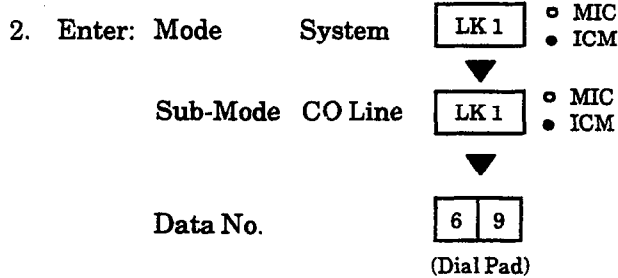 2. Enter: Mode System LK 1 MIC
ICM
Sub-Mode CO Line LK 1 MIC
ICM
Data No. 6 9
(Dial Pad)